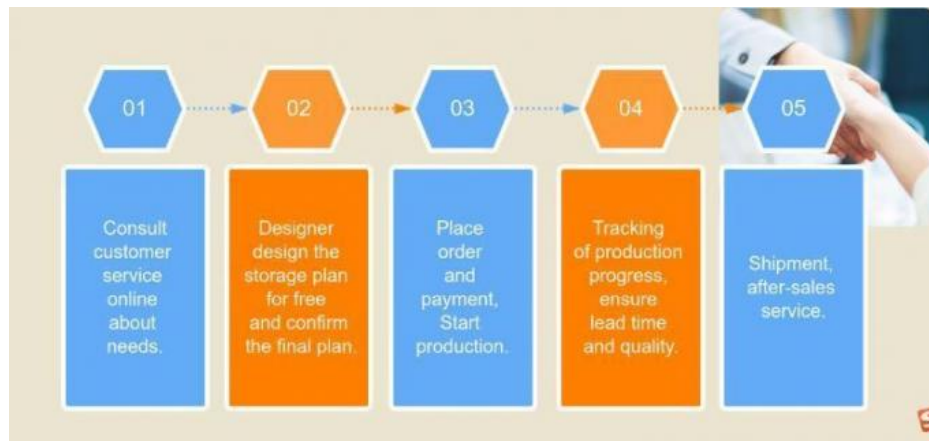 01
02
03
04
05
Consult
customer
service
online
about
needs.
Designer
design the
storage plan
for free
and confirm
the final plan.
Place
order
and
payment,
Start
production.
Tracking
of production
progress,
ensure
lead time
and quality.
Shipment,
after-sales
service.